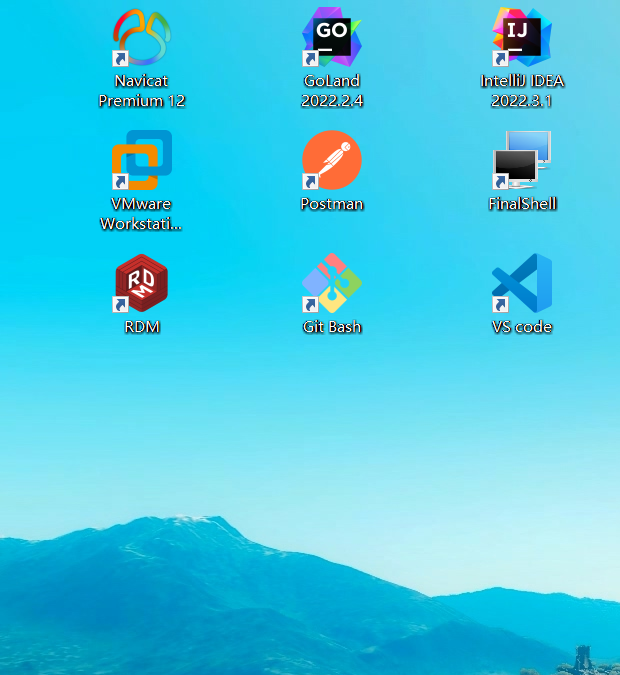 GO
IJ
Navicat
Premium 12
GoLand
2022.2.4
IntelliJ IDEA
2022.3.1
VMware
Workstati...
Postman
FinalShell
RDM
RDM
Git Bash
VS code